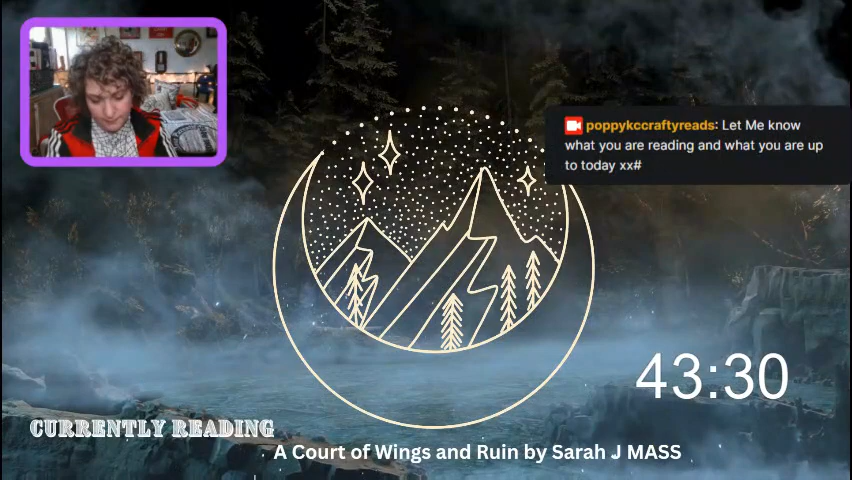 poppykccraftyreads: Let Me know
what you are reading and what you are up
to today xx#
43:30
CURRENTLY READING
A Court of Wings and Ruin by Sarah J MASS